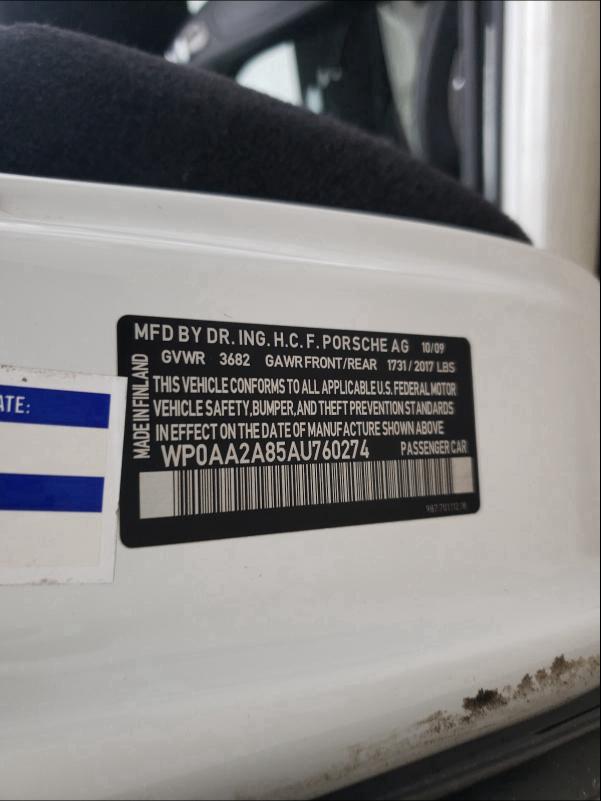 MFD BY DR. ING. H.C. F. PORSCHE AG 10/09
GVWR 3682 GAWR FRONT/REAR 1731/2017 LBS
THIS VEHICLE CONFORMS TO ALL APPLICABLE U.S. FEDERAL MOTOR
VEHICLE SAFETY, BUMPER, AND THEFT PREVENTION STANDARDS
IN EFFECT ON THE DATE OF MANUFACTURE SHOWN ABOVE
WP0AA2A85AU760274 PASSENGER CAR
MADE IN FINLAND
ATE: